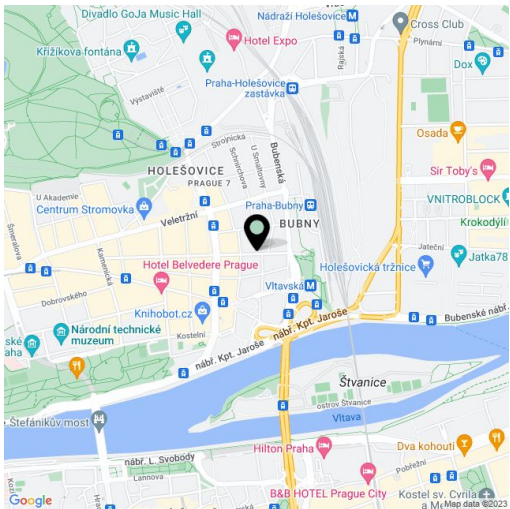 Divadlo GoJa Music Hall
Nádraží Holešovice
Cross Club
Křižíkova fontána
Hotel Expo
Plynární
Rajská
Dox
Praha-Holešovice
zastávka
Výstaviště
Strojnická
Osada
HOLEŠOVICE
PRAGUE 7
Schnirchova
U Smaltovny
Bubenská
Sir Toby's
U Akademie
Centrum Stromovka
Veletržní
Praha-Bubny
VNITROBLOCK
BUBNY
Krokodýlí
Šmeralova
Kamenická
Jateční
Jatka78
Hotel Belvedere Prague
Holešovická tržnice
Dobrovského
Vltavská
Knihobot.cz
Kostelní
nábř. Kpt. Jaroše
Bubenské nábř.
Národní technické
muzeum
nábř. Kpt. Jaroše
Štvanice
ostrov Štvanice
Vltava
Štefánikův most
nábř. L. Svobody
Hilton Praha
Dva kohouti
Lannova
Pobřežní
B&B HOTEL Prague City
Kostel sv. Cyrila
Google
Map data ©2023